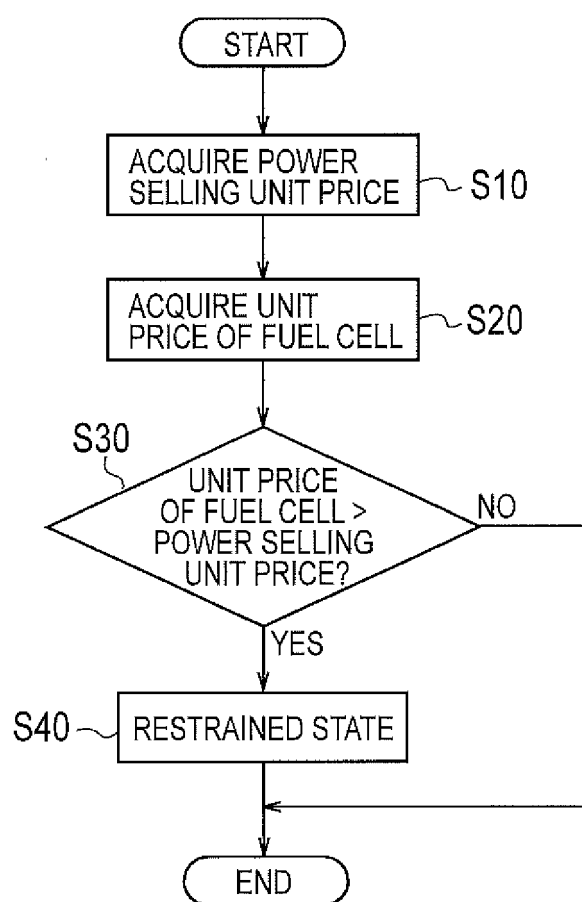 START
ACQUIRE POWER
SELLING UNIT PRICE
S10
ACQUIRE UNIT
PRICE OF FUEL CELL
S20
S30
UNIT PRICE
OF FUEL CELL >
POWER SELLING
UNIT PRICE?
NO
YES
S40
RESTRAINED STATE
END